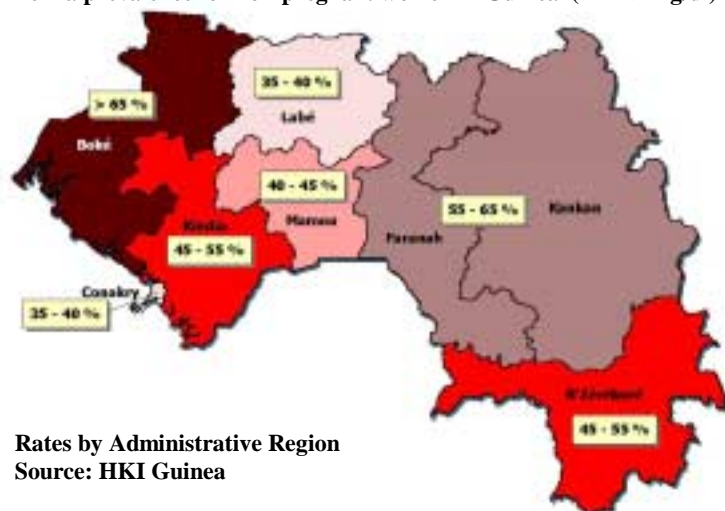 > 65 %
35 - 40 %
Labé
Boké
40 - 45 %
Mamou
55 - 65 %
Kankan
Faranah
Kindia
45 - 55 %
Conakry
35 - 40 %
45 - 55 %
Rates by Administrative Region
Source: HKI Guinea